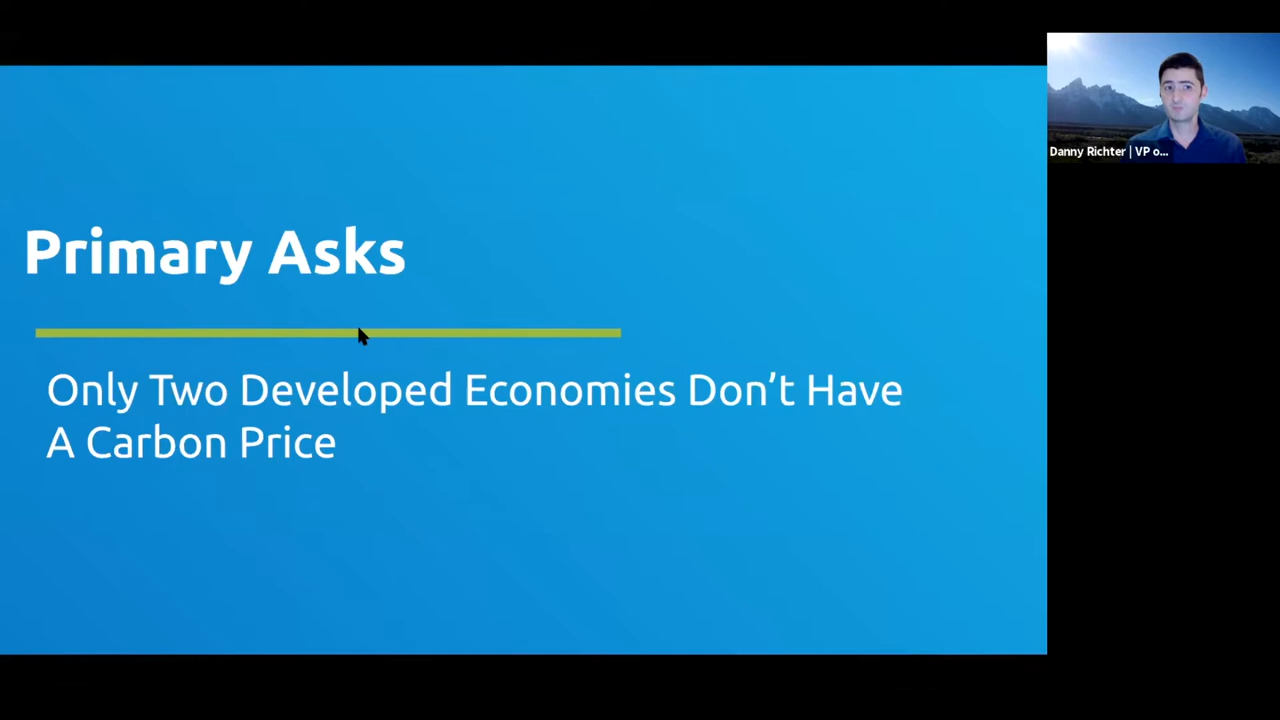 Primary Asks
Only Two Developed Economies Don’t Have
A Carbon Price
Danny Richter | VP o...